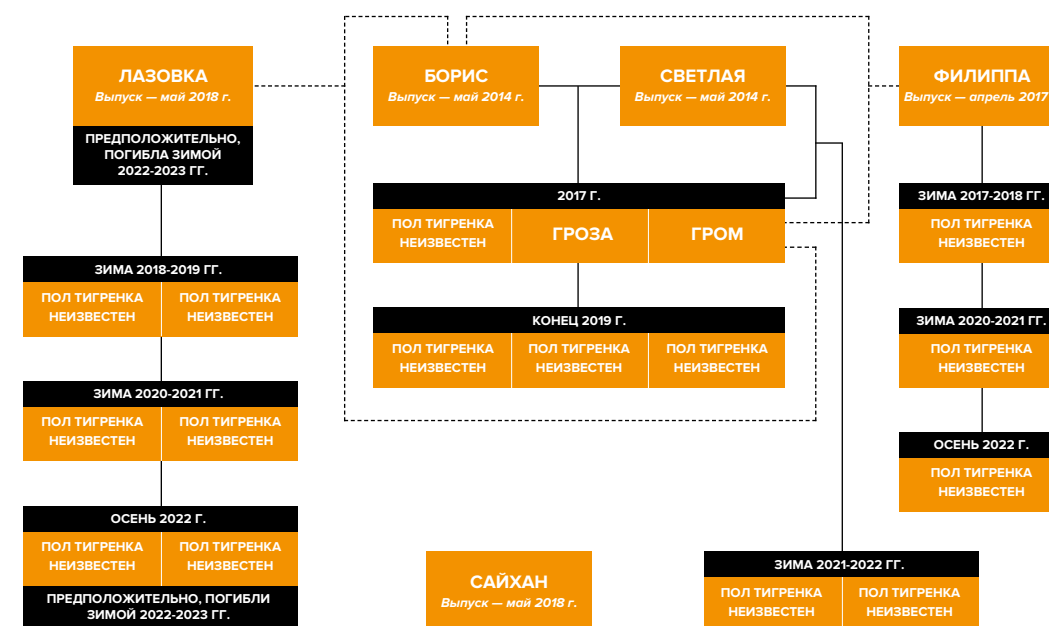 ЛАЗОВКА
Выпуск — май 2018 г.
ПРЕДПОЛОЖИТЕЛЬНО,
ПОГИБЛА ЗИМОЙ
2022-2023 ГГ.
ЗИМА 2018-2019 ГГ.
ПОЛ ТИГРЕНКА
НЕИЗВЕСТЕН
ПОЛ ТИГРЕНКА
НЕИЗВЕСТЕН
ЗИМА 2020-2021 ГГ.
ПОЛ ТИГРЕНКА
НЕИЗВЕСТЕН
ПОЛ ТИГРЕНКА
НЕИЗВЕСТЕН
ОСЕНЬ 2022 Г.
ПОЛ ТИГРЕНКА
НЕИЗВЕСТЕН
ПОЛ ТИГРЕНКА
НЕИЗВЕСТЕН
ПРЕДПОЛОЖИТЕЛЬНО, ПОГИБЛИ
ЗИМОЙ 2022-2023 ГГ.
БОРИС
Выпуск — май 2014 г.
СВЕТЛАЯ
Выпуск — май 2014 г.
2017 Г.
ПОЛ ТИГРЕНКА
НЕИЗВЕСТЕН
ГРОЗА
ГРОМ
КОНЕЦ 2019 Г.
ПОЛ ТИГРЕНКА
НЕИЗВЕСТЕН
ПОЛ ТИГРЕНКА
НЕИЗВЕСТЕН
ПОЛ ТИГРЕНКА
НЕИЗВЕСТЕН
САЙХАН
Выпуск — май 2018 г.
ЗИМА 2021-2022 ГГ.
ПОЛ ТИГРЕНКА
НЕИЗВЕСТЕН
ПОЛ ТИГРЕНКА
НЕИЗВЕСТЕН
ФИЛИППА
Выпуск — апрель 2017
ЗИМА 2017-2018 ГГ.
ПОЛ ТИГРЕНКА
НЕИЗВЕСТЕН
ЗИМА 2020-2021 ГГ.
ПОЛ ТИГРЕНКА
НЕИЗВЕСТЕН
ОСЕНЬ 2022 Г.
ПОЛ ТИГРЕНКА
НЕИЗВЕСТЕН